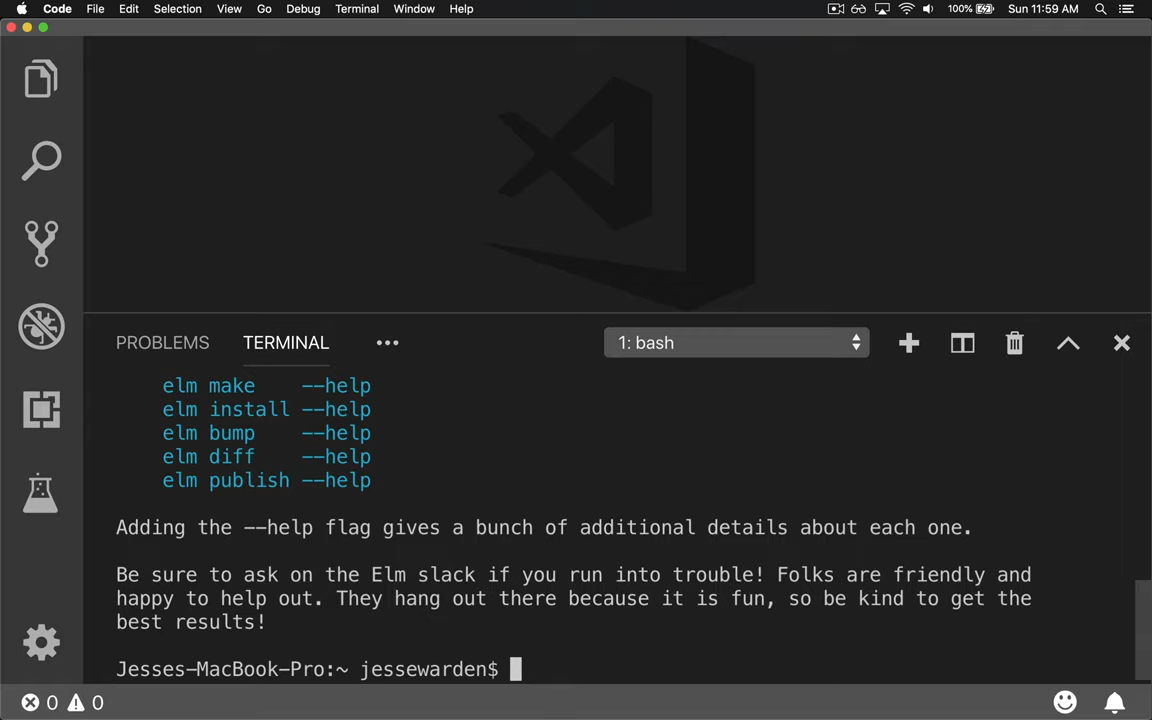 Code File Edit Selection View Go Debug Terminal Window Help 100% Sun 11:59 AM
PROBLEMS TERMINAL ••• 1: bash
elm make --help
elm install --help
elm bump --help
elm diff --help
elm publish --help
Adding the --help flag gives a bunch of additional details about each one.
Be sure to ask on the Elm slack if you run into trouble! Folks are friendly and
happy to help out. They hang out there because it is fun, so be kind to get the
best results!
Jesses-MacBook-Pro:~ jessewarden$
0 0